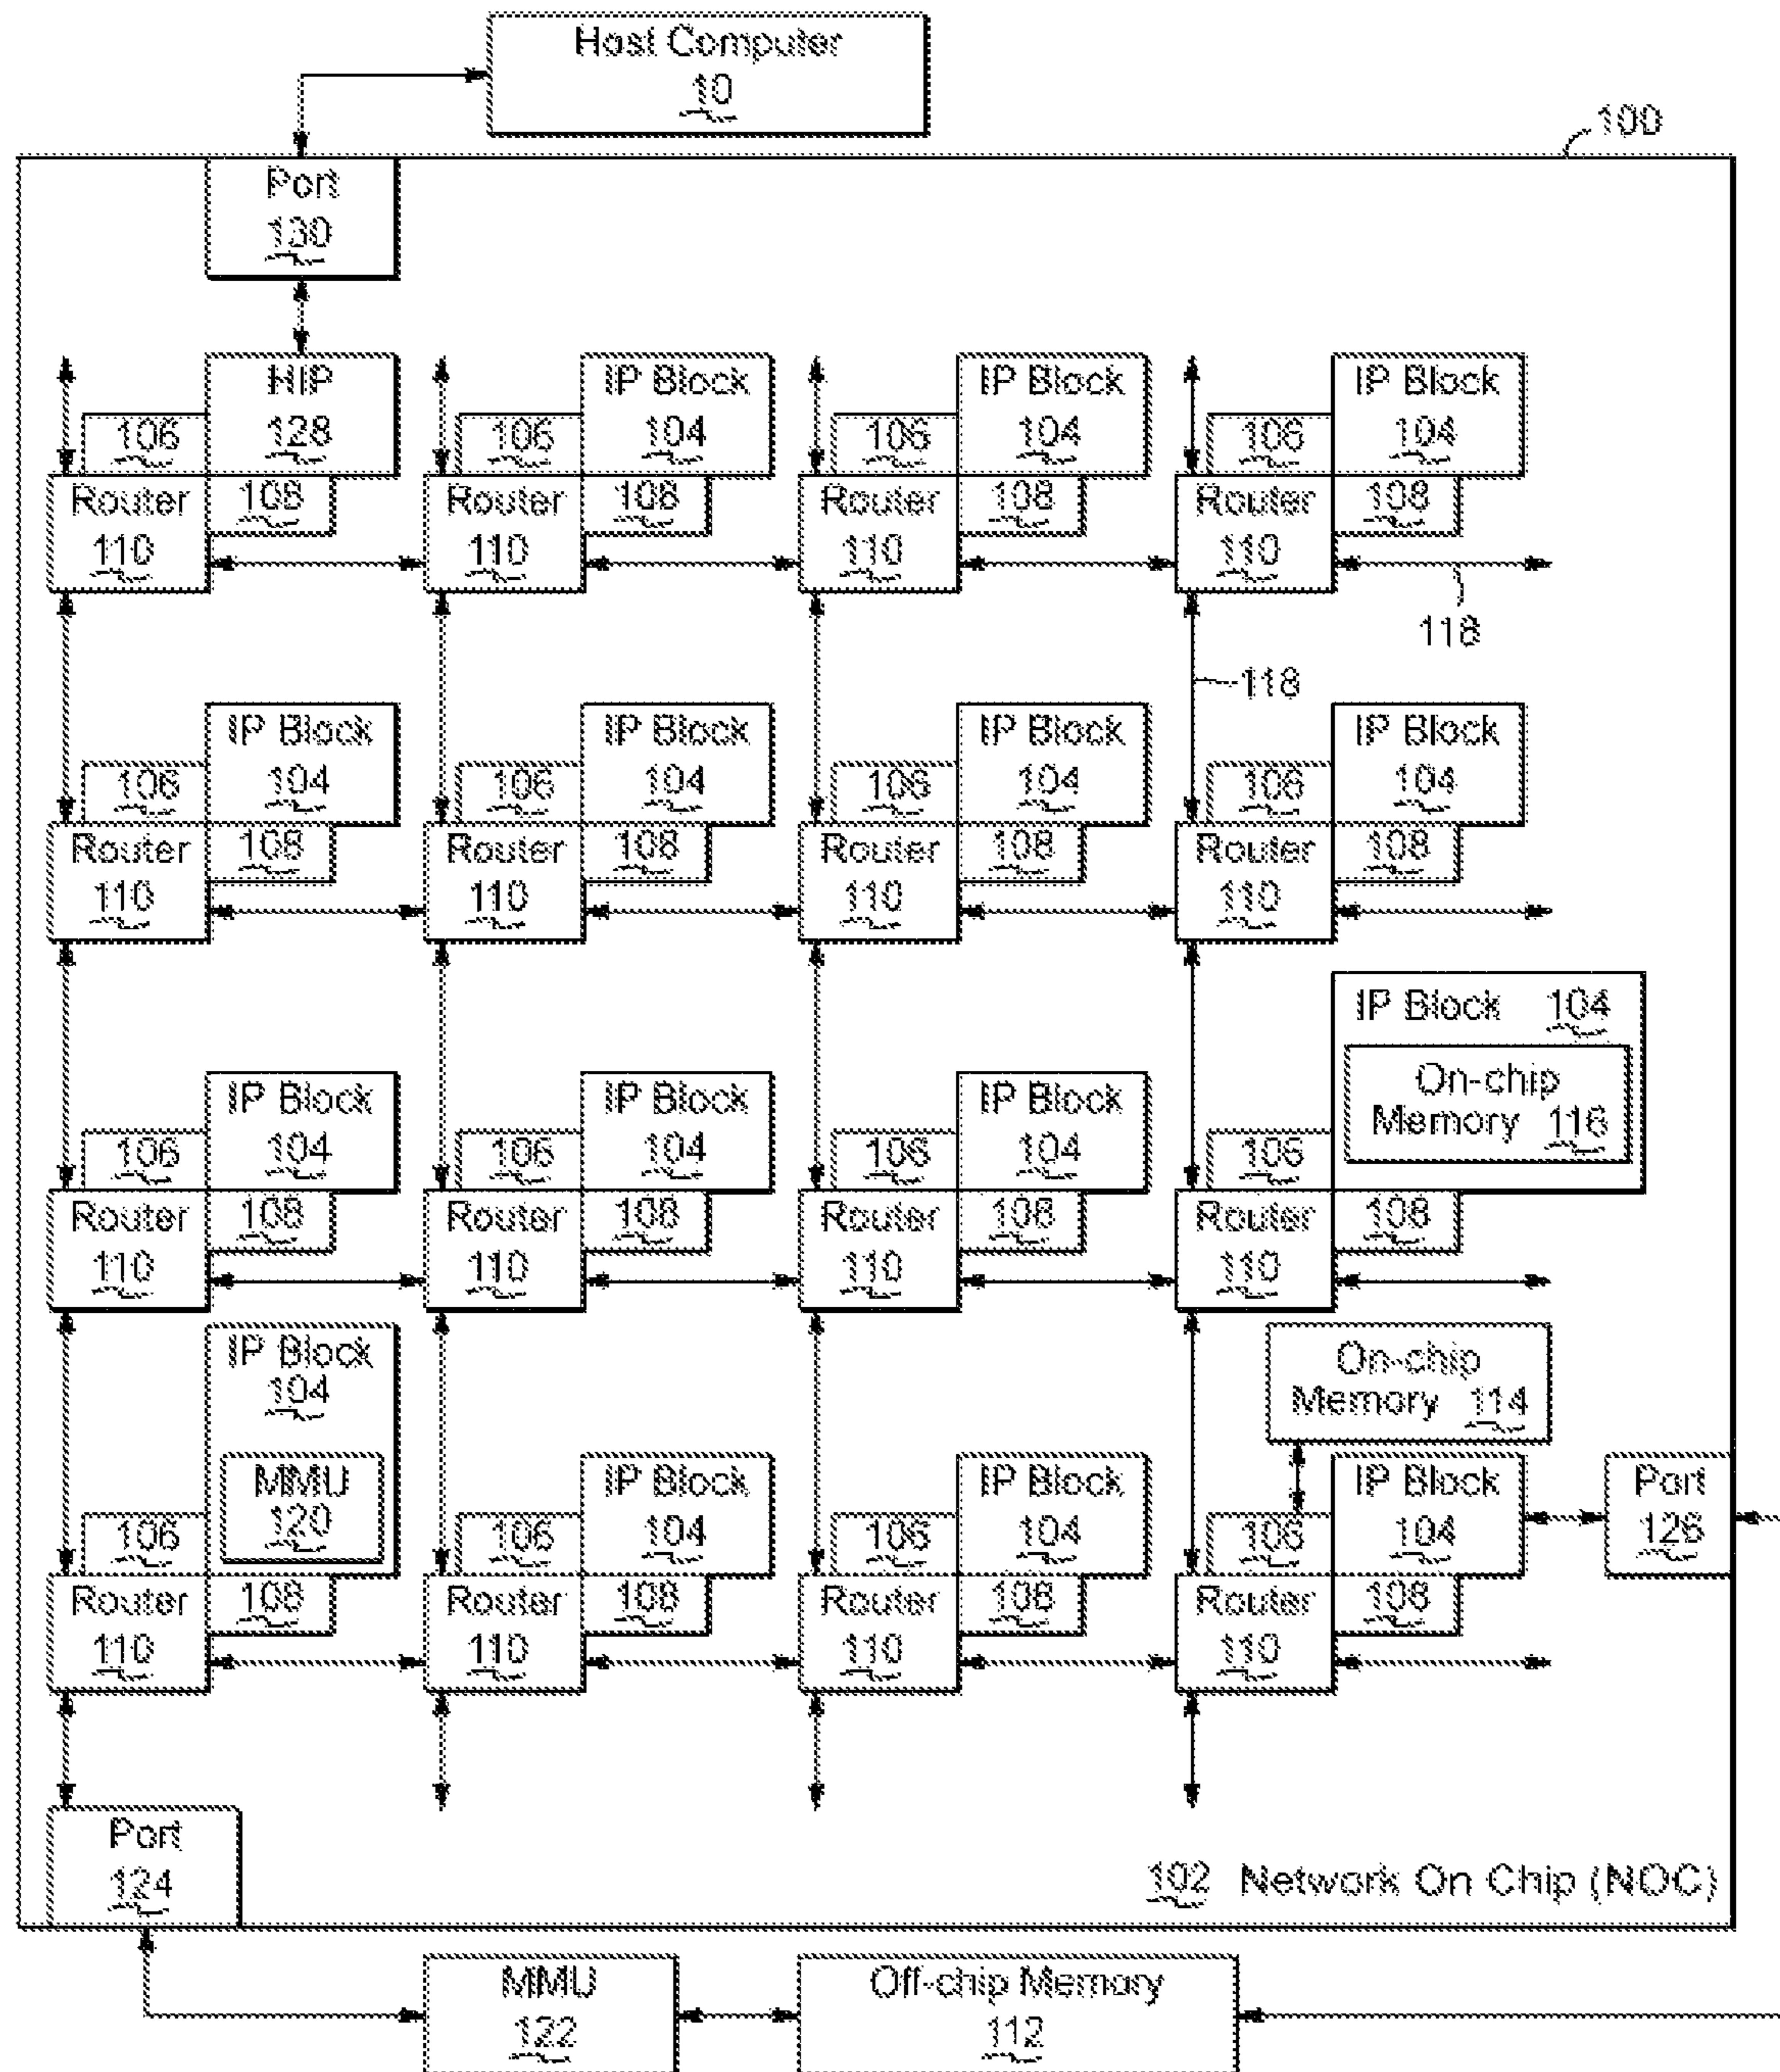 Host Computer
10
100
Port
130
HIP
128
106
Router
110
108
IP Block
104
106
Router
110
108
IP Block
104
106
Router
110
108
IP Block
104
106
Router
110
108
118
118
IP Block
104
106
Router
110
108
IP Block
104
106
Router
110
108
IP Block
104
106
Router
110
108
IP Block
104
106
Router
110
108
IP Block
104
106
Router
110
108
IP Block
104
106
Router
110
108
IP Block
104
106
Router
110
108
IP Block 104
On-chip
Memory 116
106
Router
110
108
IP Block
104
MMU
120
106
Router
110
108
IP Block
104
106
Router
110
108
IP Block
104
106
Router
110
108
On-chip
Memory 114
IP Block
104
106
Router
110
108
Port
126
Port
124
102 Network On Chip (NOC)
MMU
122
Off-chip Memory
112